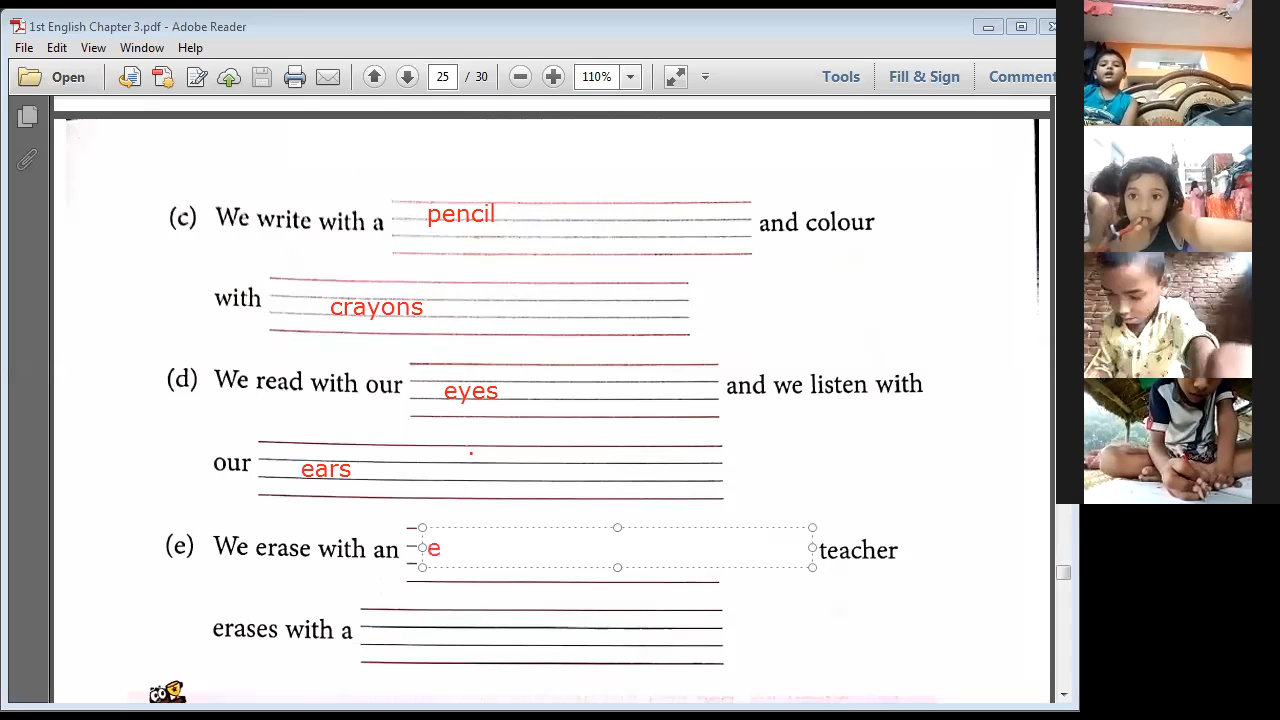 1st English Chapter 3.pdf - Adobe Reader
File Edit View Window Help
Open 25 / 30 110% Tools Fill & Sign Comment
(c) We write with a pencil and colour
with crayons
(d) We read with our eyes and we listen with
our ears
(e) We erase with an e teacher
erases with a